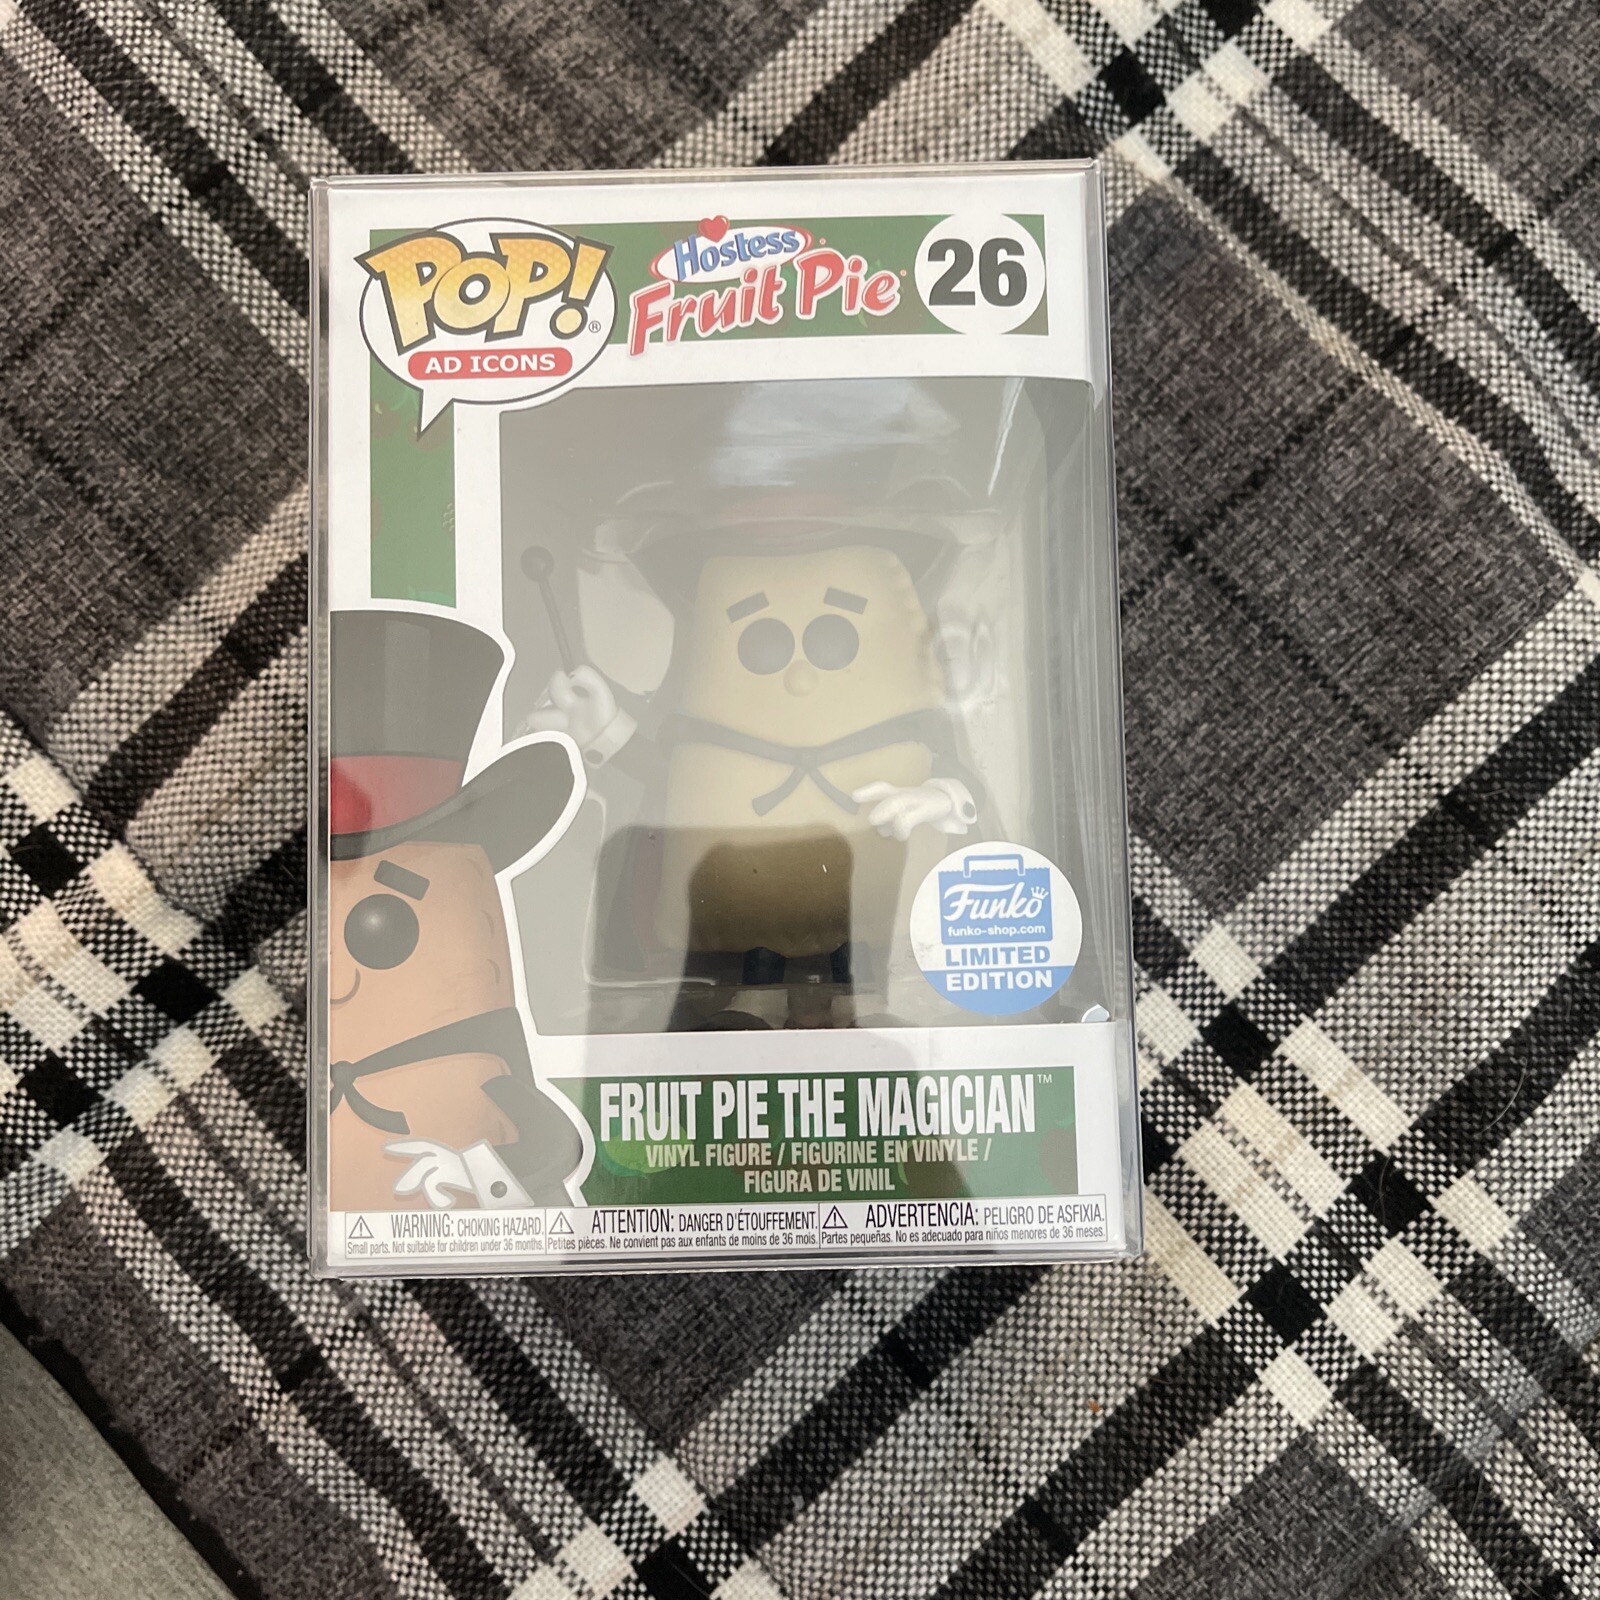 POP!®
AD ICONS
Hostess
Fruit Pie
26
Funko
funko-shop.com
LIMITED
EDITION
FRUIT PIE THE MAGICIAN™
VINYL FIGURE / FIGURINE EN VINYLE /
FIGURA DE VINIL
WARNING: CHOKING HAZARD.
Small parts. Not suitable for children under 36 months.
ATTENTION: DANGER D'ÉTOUFFEMENT.
Petites pièces. Ne convient pas aux enfants de moins de 36 mois.
ADVERTENCIA: PELIGRO DE ASFIXIA.
Partes pequeñas. No es adecuado para niños menores de 36 meses.